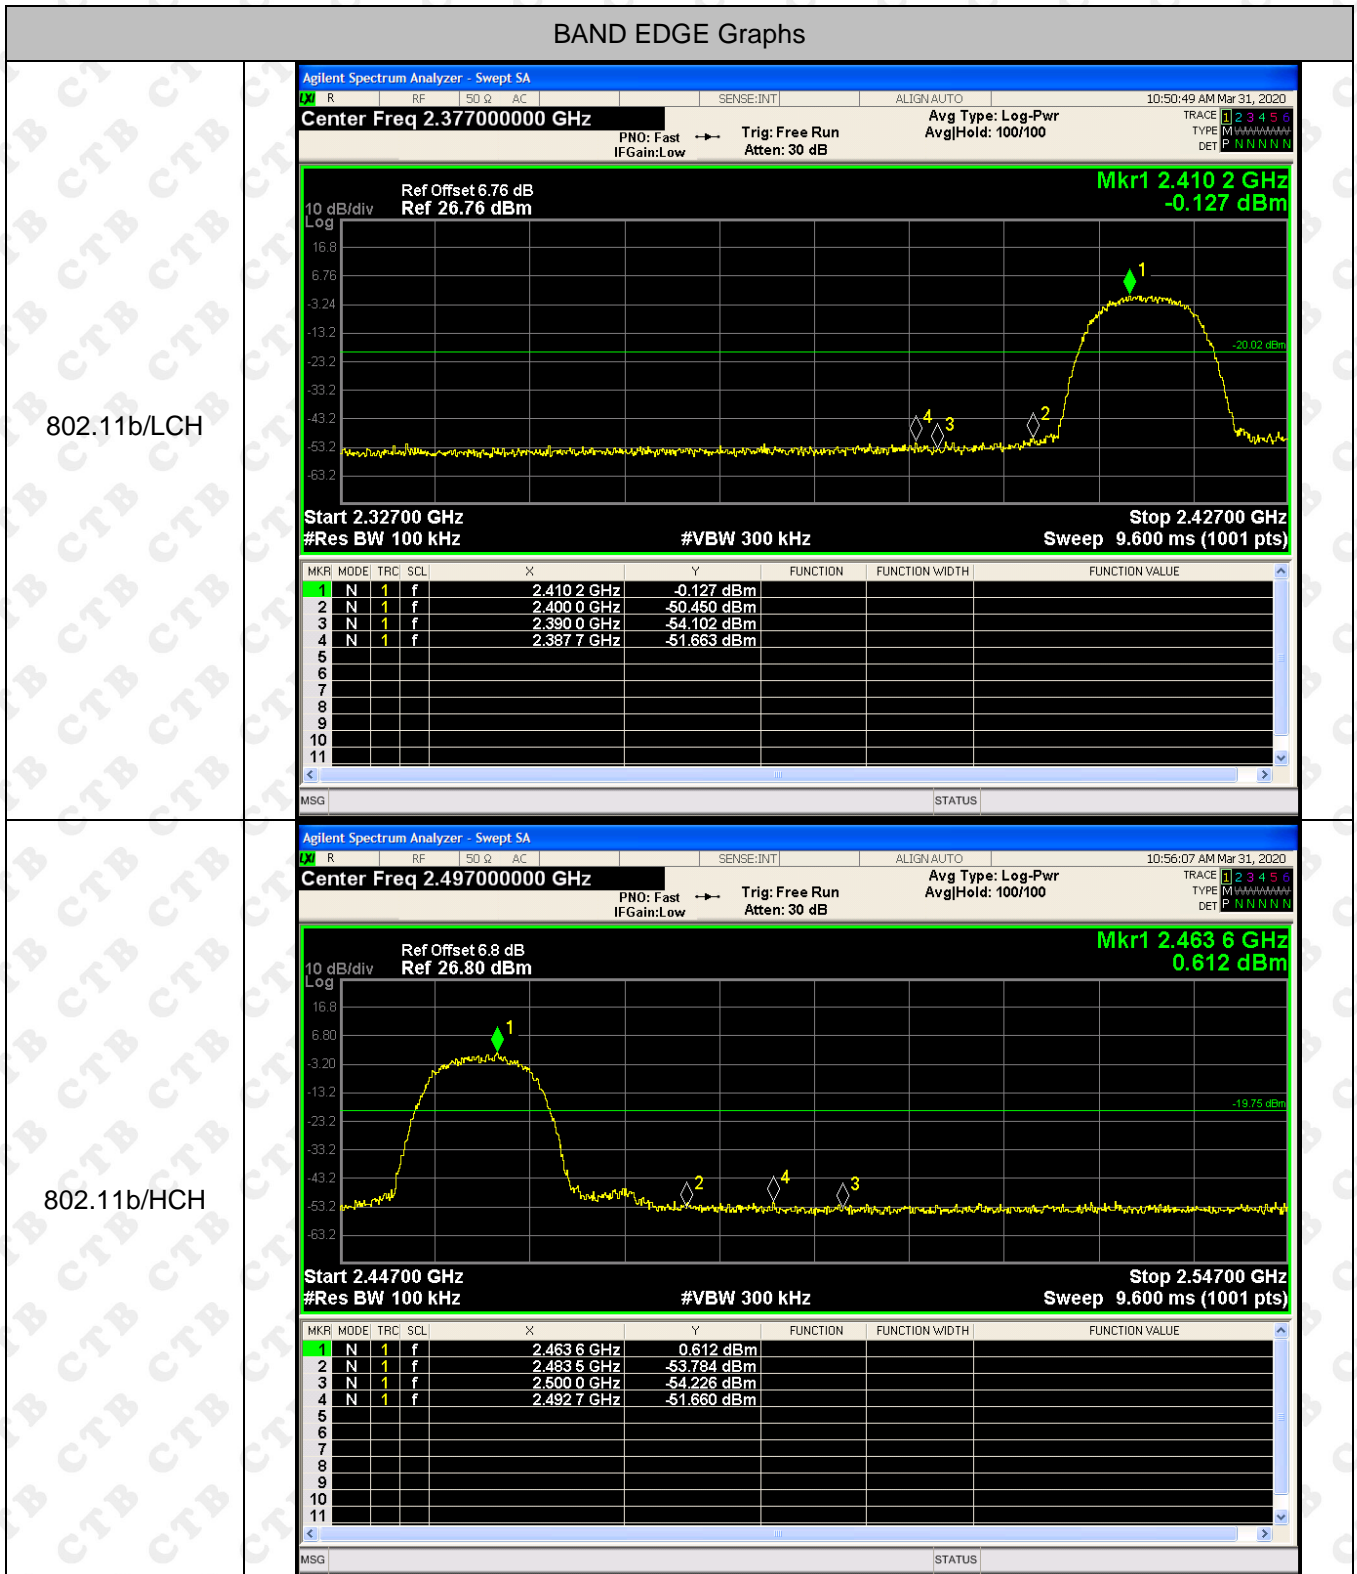 BAND EDGE Graphs
802.11b/LCH
Agilent Spectrum Analyzer - Swept SA
LXI R RF 50 Ω AC SENSE:INT ALIGN AUTO 10:50:49 AM Mar 31, 2020
Center Freq 2.377000000 GHz
PNO: Fast
IFGain:Low
Trig: Free Run
Atten: 30 dB
Avg Type: Log-Pwr
Avg|Hold: 100/100
TRACE 1 2 3 4 5 6
TYPE M
DET P N N N N N
Mkr1 2.410 2 GHz
-0.127 dBm
Ref Offset 6.76 dB
10 dB/div Ref 26.76 dBm
Log
16.8
6.76
-3.24
-13.2
-23.2
-33.2
-43.2
-53.2
-63.2
1
-20.02 dBm
4 3 2
Start 2.32700 GHz Stop 2.42700 GHz
#Res BW 100 kHz #VBW 300 kHz Sweep 9.600 ms (1001 pts)
MKR MODE TRC SCL X Y FUNCTION FUNCTION WIDTH FUNCTION VALUE
1 N 1 f 2.410 2 GHz -0.127 dBm
2 N 1 f 2.400 0 GHz -50.450 dBm
3 N 1 f 2.390 0 GHz -54.102 dBm
4 N 1 f 2.387 7 GHz -51.663 dBm
5
6
7
8
9
10
11
MSG STATUS
802.11b/HCH
Agilent Spectrum Analyzer - Swept SA
LXI R RF 50 Ω AC SENSE:INT ALIGN AUTO 10:56:07 AM Mar 31, 2020
Center Freq 2.497000000 GHz
PNO: Fast
IFGain:Low
Trig: Free Run
Atten: 30 dB
Avg Type: Log-Pwr
Avg|Hold: 100/100
TRACE 1 2 3 4 5 6
TYPE M
DET P N N N N N
Mkr1 2.463 6 GHz
0.612 dBm
Ref Offset 6.8 dB
10 dB/div Ref 26.80 dBm
Log
16.8
6.80
-3.20
-13.2
-23.2
-33.2
-43.2
-53.2
-63.2
1
-19.75 dBm
2 4 3
Start 2.44700 GHz Stop 2.54700 GHz
#Res BW 100 kHz #VBW 300 kHz Sweep 9.600 ms (1001 pts)
MKR MODE TRC SCL X Y FUNCTION FUNCTION WIDTH FUNCTION VALUE
1 N 1 f 2.463 6 GHz 0.612 dBm
2 N 1 f 2.483 5 GHz -53.784 dBm
3 N 1 f 2.500 0 GHz -54.226 dBm
4 N 1 f 2.492 7 GHz -51.660 dBm
5
6
7
8
9
10
11
MSG STATUS